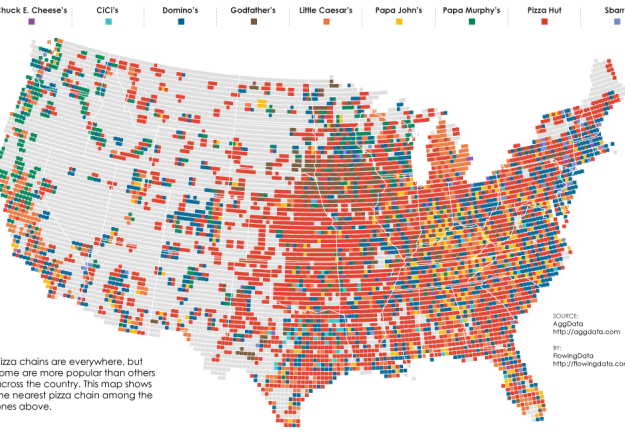 Chuck E. Cheese's CiCi's Domino's Godfather's Little Caesar's Papa John's Papa Murphy's Pizza Hut Sbarr
SOURCE:
AggData
http://aggdata.com
BY:
FlowingData
http://flowingdata.com
izza chains are everywhere, but
ome are more popular than others
cross the country. This map shows
he nearest pizza chain among the
nes above.